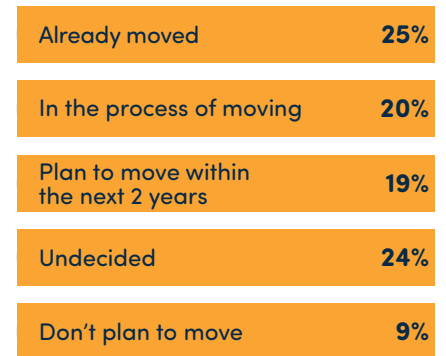 Already moved 25%
In the process of moving 20%
Plan to move within
the next 2 years 19%
Undecided 24%
Don't plan to move 9%